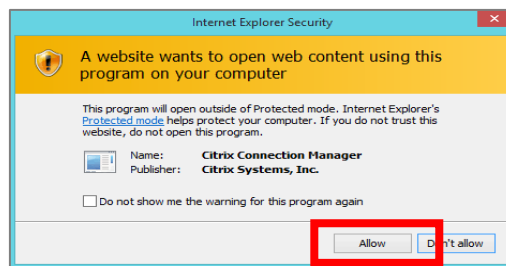 Internet Explorer Security
A website wants to open web content using this
program on your computer
This program will open outside of Protected mode. Internet Explorer's
Protected mode helps protect your computer. If you do not trust this
website, do not open this program.
Name: Citrix Connection Manager
Publisher: Citrix Systems, Inc.
Do not show me the warning for this program again
Allow Don't allow